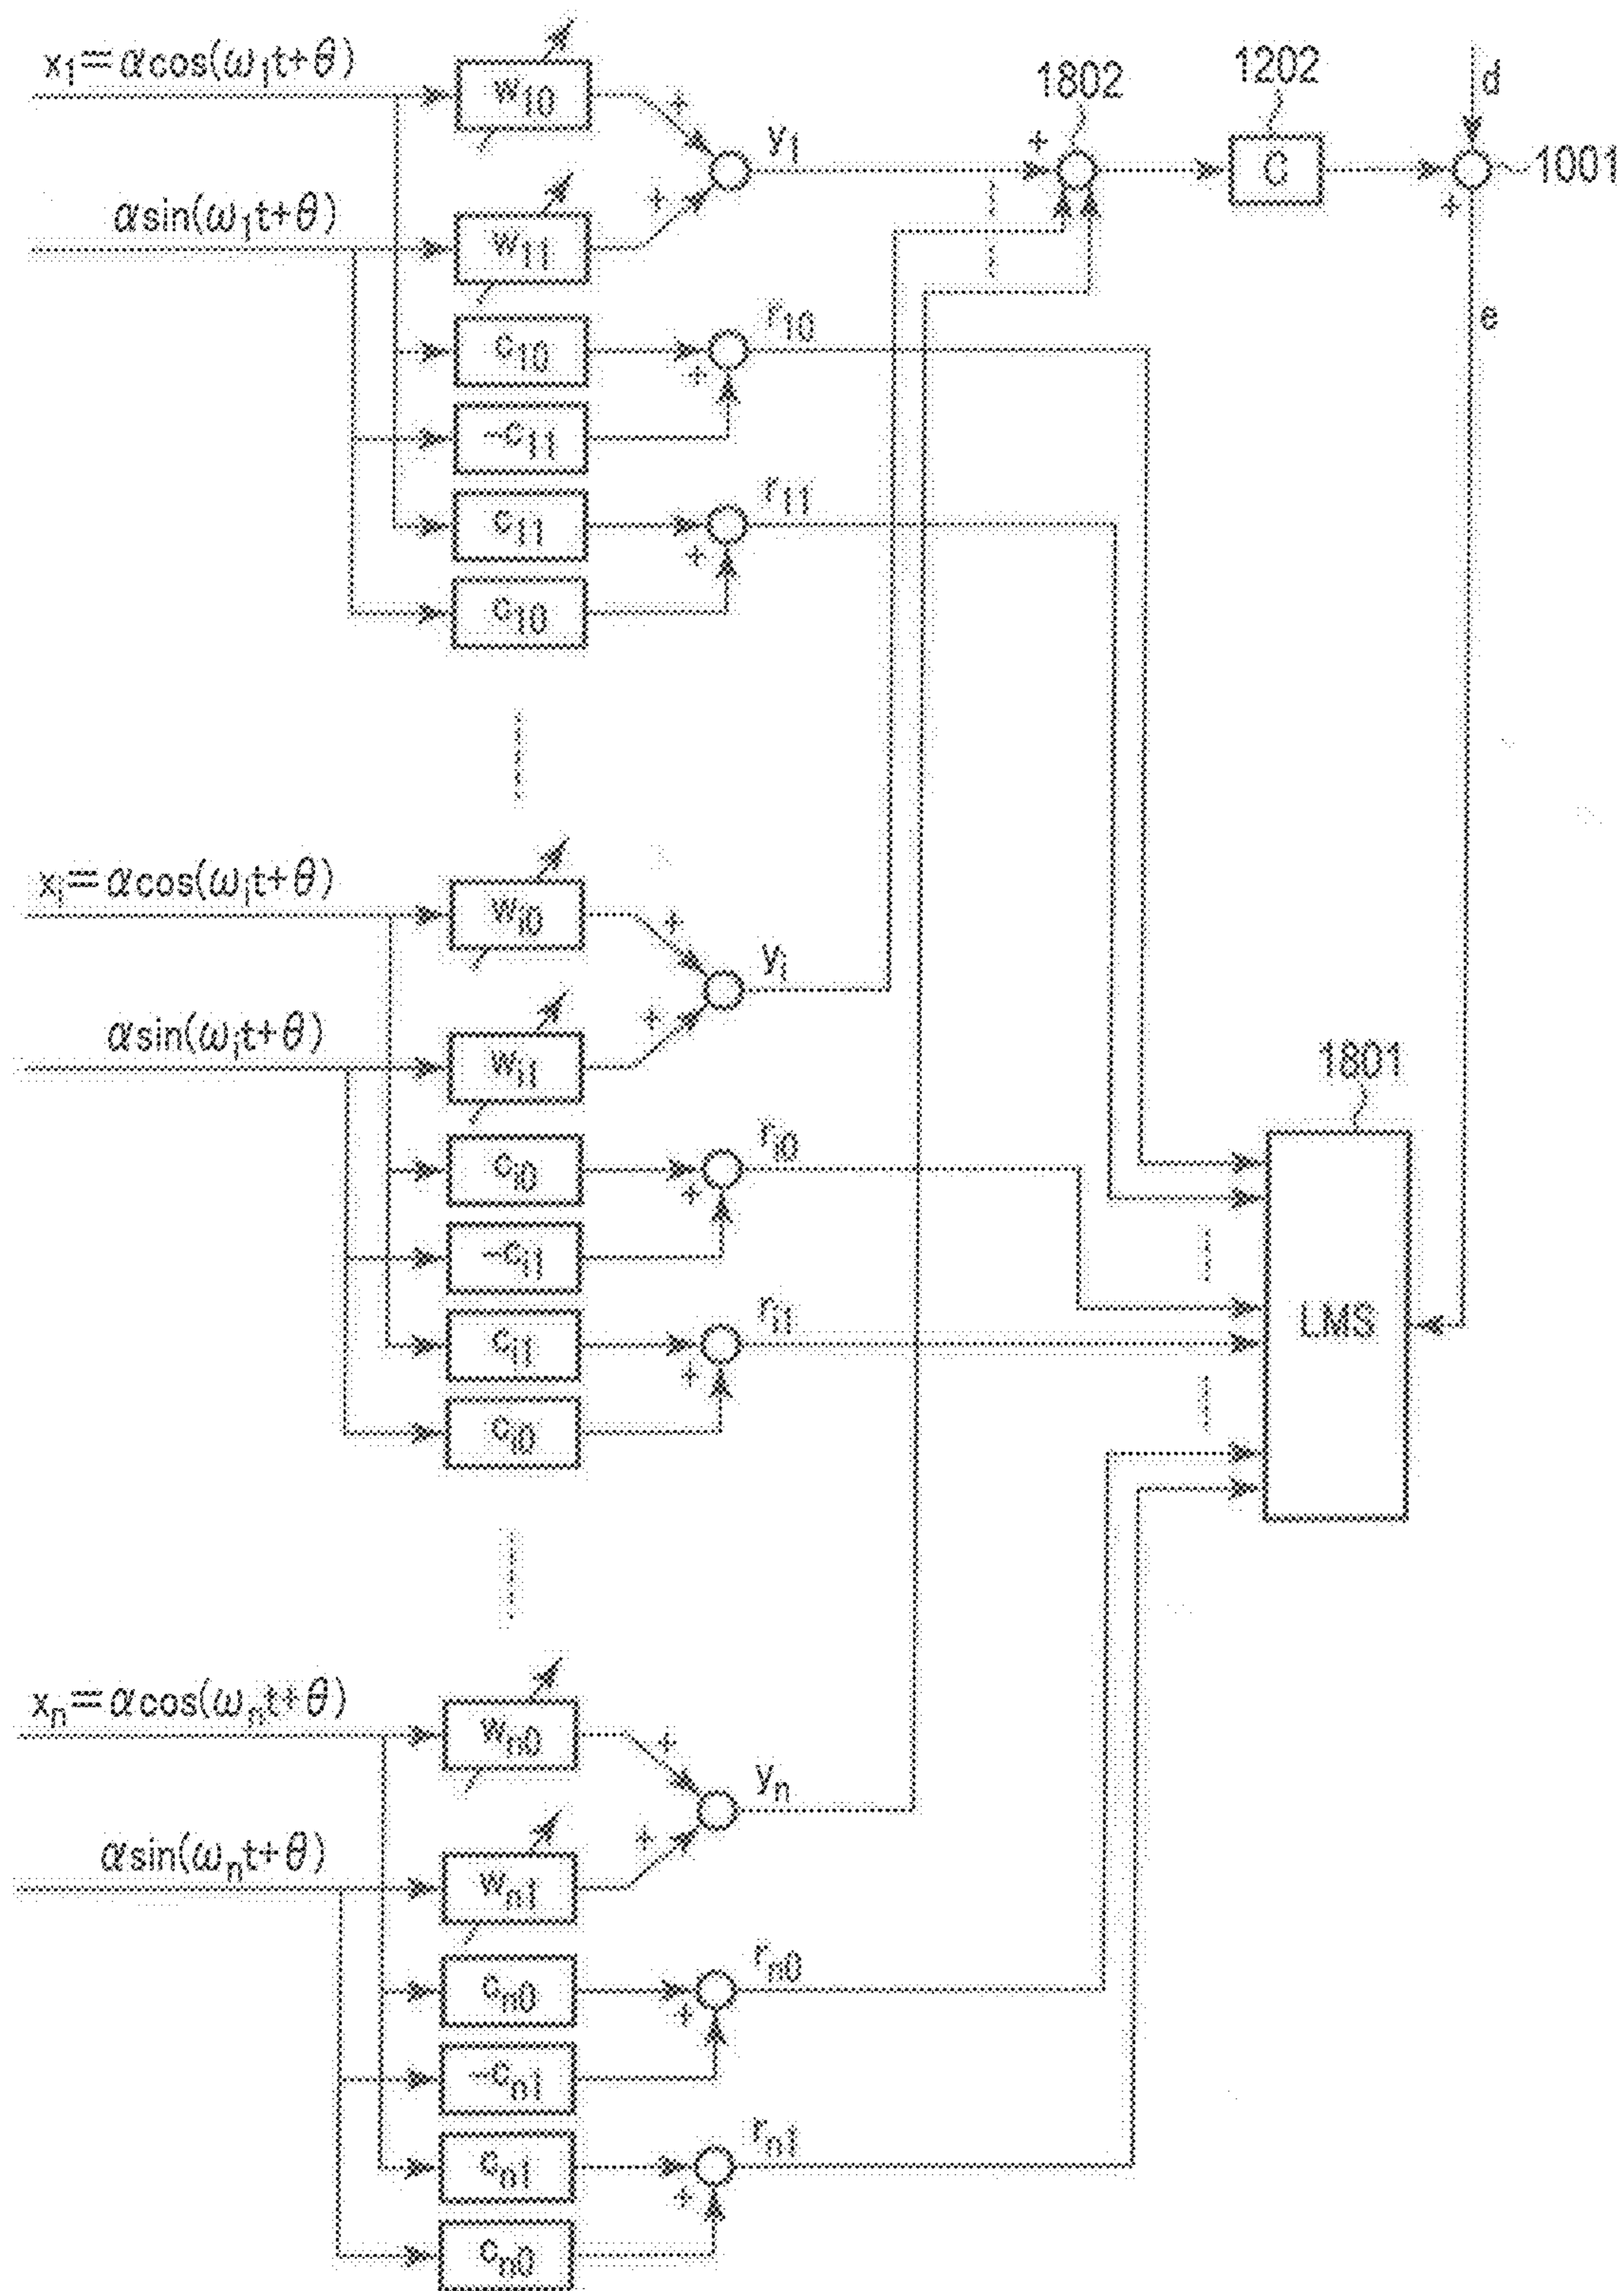 x₁=αcos(ω₁t+θ)
w₁₀
+
1802
1202
d
y₁
+
C
1001
αsin(ω₁t+θ)
+
+
w₁₁
r₁₀
e
c₁₀
+
-c₁₁
r₁₁
c₁₁
+
c₁₀
xᵢ=αcos(ωᵢt+θ)
wᵢ₀
+
yᵢ
αsin(ωᵢt+θ)
+
wᵢ₁
1801
rᵢ₀
cᵢ₀
+
-cᵢ₁
rᵢ₁
LMS
cᵢ₁
+
cᵢ₀
xₙ=αcos(ωₙt+θ)
wₙ₀
+
yₙ
αsin(ωₙt+θ)
+
wₙ₁
rₙ₀
cₙ₀
+
-cₙ₁
rₙ₁
cₙ₁
+
cₙ₀